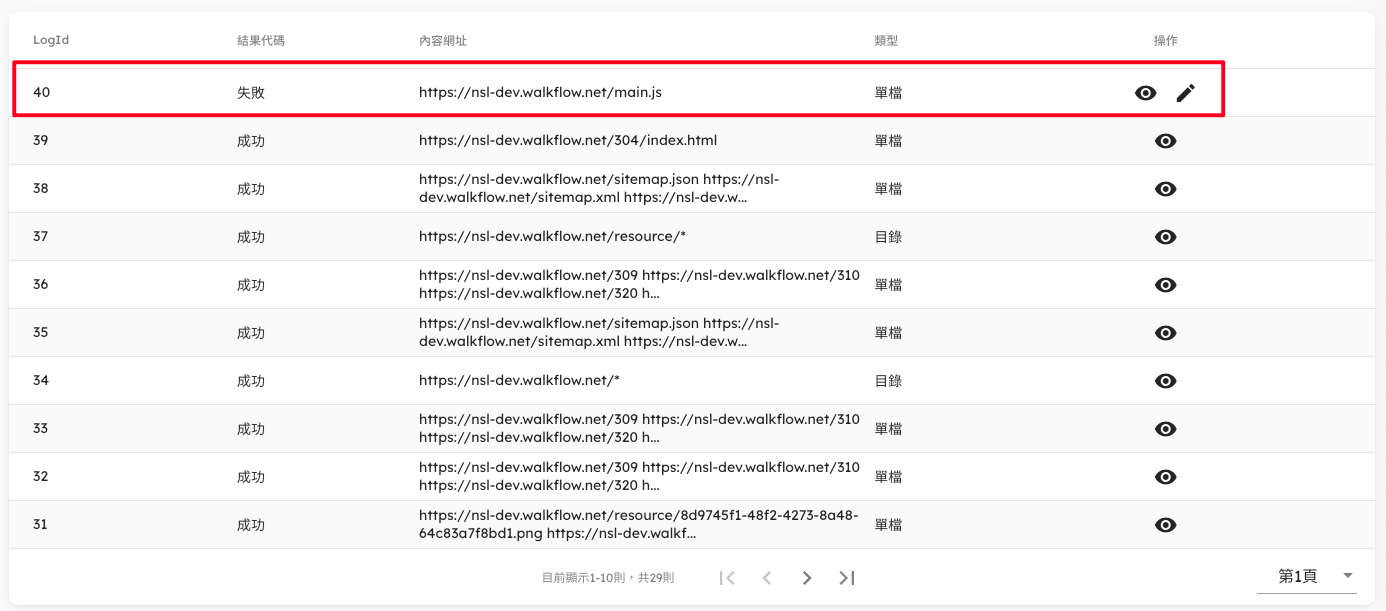 LogId 結果代碼 內容網址 類型 操作
40 失敗 https://nsl-dev.walkflow.net/main.js 單檔
39 成功 https://nsl-dev.walkflow.net/304/index.html 單檔
38 成功 https://nsl-dev.walkflow.net/sitemap.json https://nsl-
dev.walkflow.net/sitemap.xml https://nsl-dev.w... 單檔
37 成功 https://nsl-dev.walkflow.net/resource/* 目錄
36 成功 https://nsl-dev.walkflow.net/309 https://nsl-dev.walkflow.net/310
https://nsl-dev.walkflow.net/320 h... 單檔
35 成功 https://nsl-dev.walkflow.net/sitemap.json https://nsl-
dev.walkflow.net/sitemap.xml https://nsl-dev.w... 單檔
34 成功 https://nsl-dev.walkflow.net/* 目錄
33 成功 https://nsl-dev.walkflow.net/309 https://nsl-dev.walkflow.net/310
https://nsl-dev.walkflow.net/320 h... 單檔
32 成功 https://nsl-dev.walkflow.net/309 https://nsl-dev.walkflow.net/310
https://nsl-dev.walkflow.net/320 h... 單檔
31 成功 https://nsl-dev.walkflow.net/resource/8d9745f1-48f2-4273-8a48-
64c83a7f8bd1.png https://nsl-dev.walkf... 單檔
目前顯示1-10則，共29則 第1頁